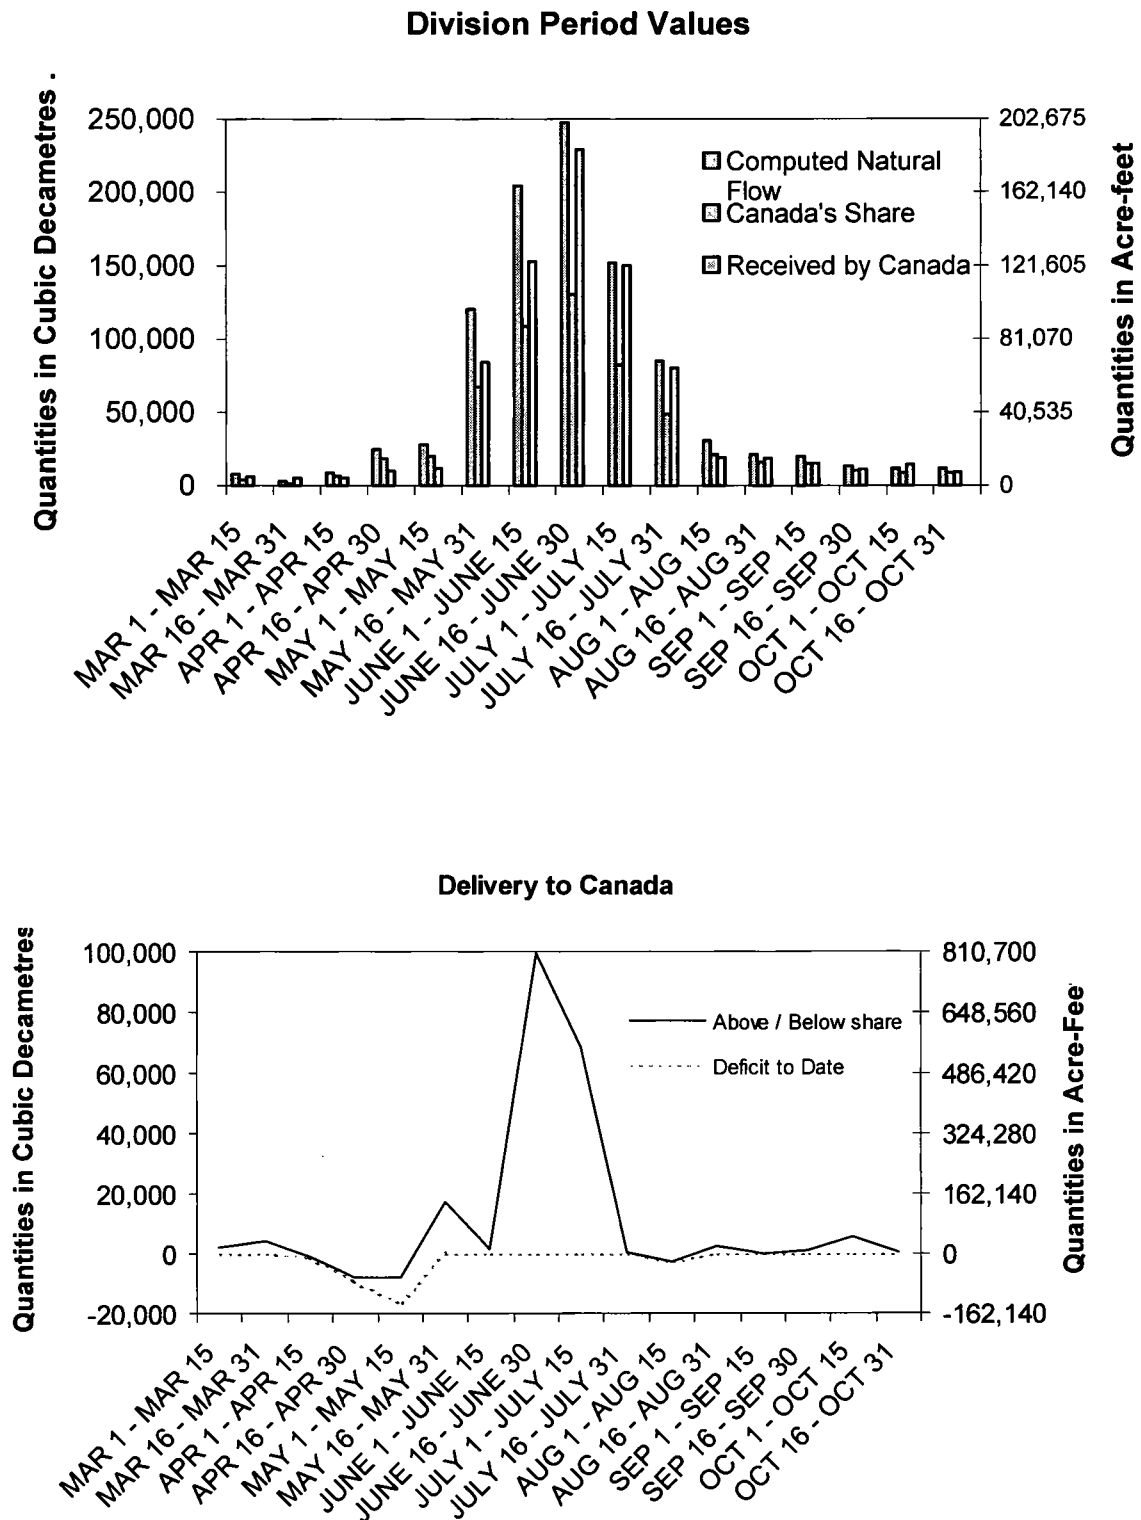 Division Period Values
Quantities in Cubic Decametres .
250,000
200,000
150,000
100,000
50,000
0
Computed Natural
Flow
Canada's Share
Received by Canada
202,675
162,140
121,605
81,070
40,535
0
Quantities in Acre-feet
MAR 1 - MAR 15
MAR 16 - MAR 31
APR 1 - APR 15
APR 16 - APR 30
MAY 1 - MAY 15
MAY 16 - MAY 31
JUNE 1 - JUNE 15
JUNE 16 - JUNE 30
JULY 1 - JULY 15
JULY 16 - JULY 31
AUG 1 - AUG 15
AUG 16 - AUG 31
SEP 1 - SEP 15
SEP 16 - SEP 30
OCT 1 - OCT 15
OCT 16 - OCT 31
Delivery to Canada
Quantities in Cubic Decametres
100,000
80,000
60,000
40,000
20,000
0
-20,000
Above / Below share
Deficit to Date
810,700
648,560
486,420
324,280
162,140
0
-162,140
Quantities in Acre-Fee
MAR 1 - MAR 15
MAR 16 - MAR 31
APR 1 - APR 15
APR 16 - APR 30
MAY 1 - MAY 15
MAY 16 - MAY 31
JUNE 1 - JUNE 15
JUNE 16 - JUNE 30
JULY 1 - JULY 15
JULY 16 - JULY 31
AUG 1 - AUG 15
AUG 16 - AUG 31
SEP 1 - SEP 15
SEP 16 - SEP 30
OCT 1 - OCT 15
OCT 16 - OCT 31